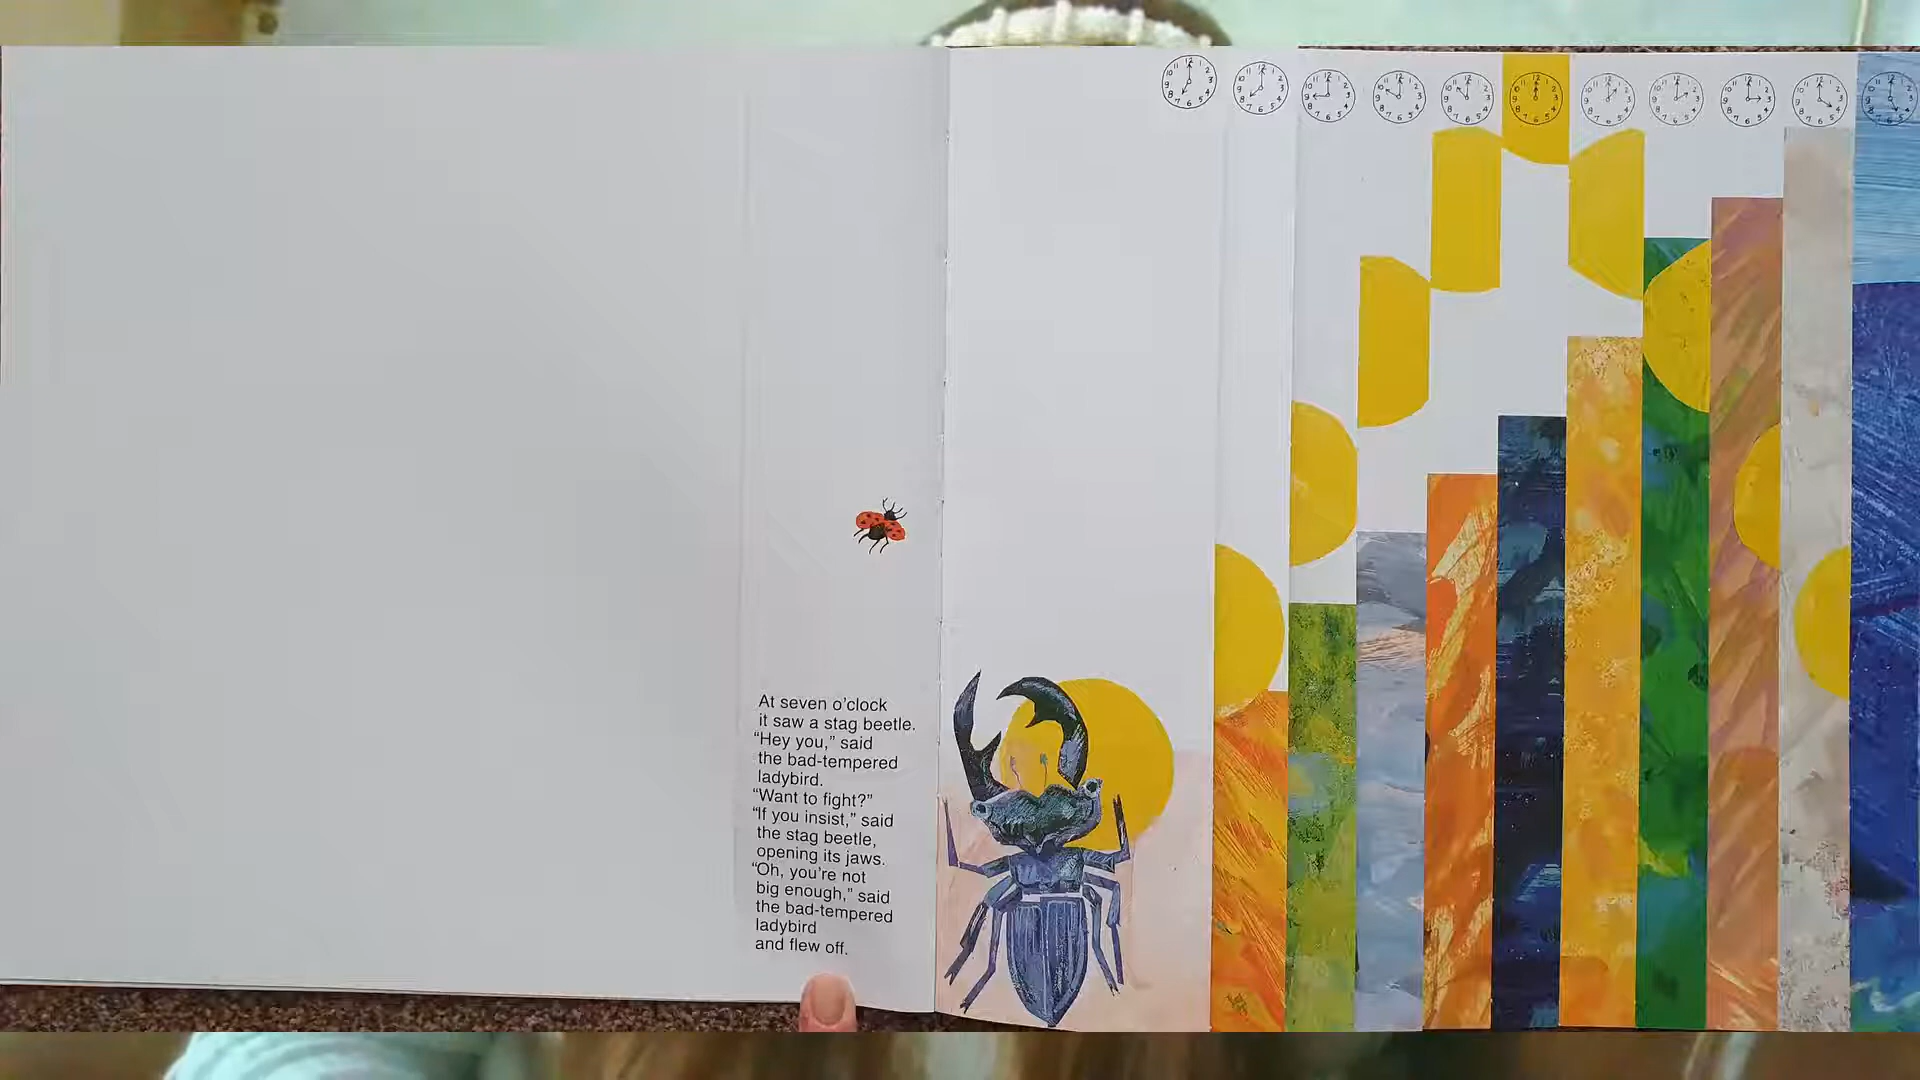 At seven o'clock
it saw a stag beetle.
“Hey you,” said
the bad-tempered
ladybird.
“Want to fight?”
“If you insist,” said
the stag beetle,
opening its jaws.
“Oh, you're not
big enough,” said
the bad-tempered
ladybird
and flew off.